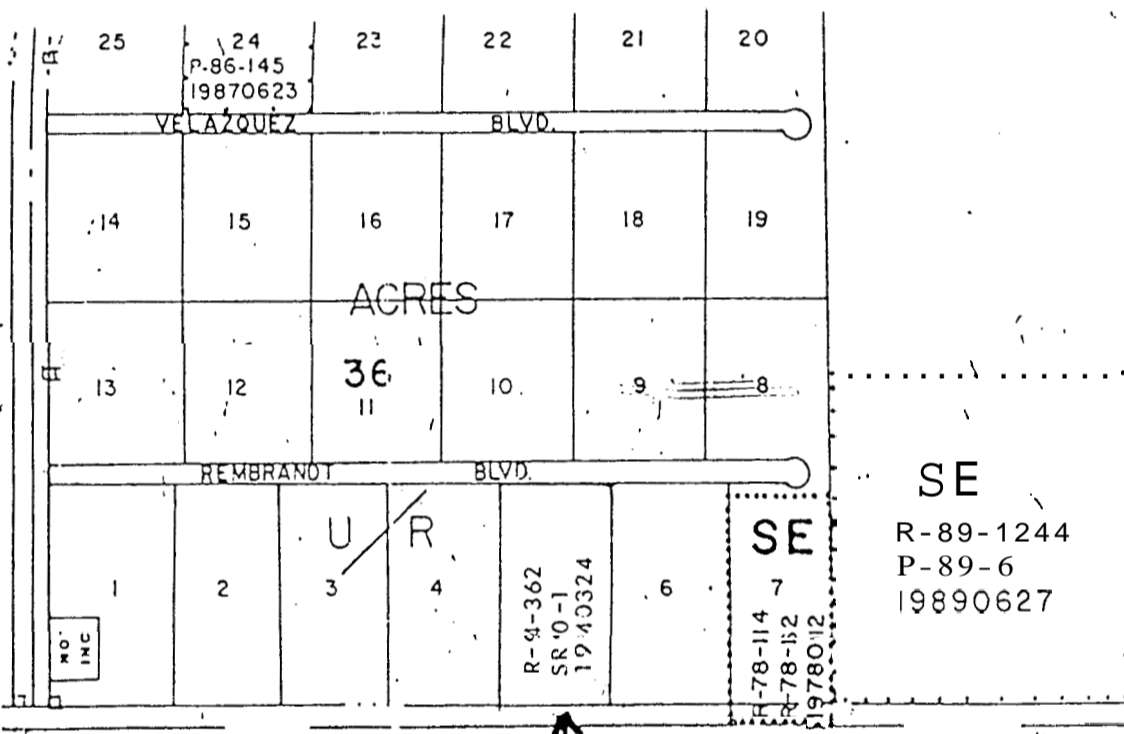 25 24 23 22 21 20
P-86-145
19870623
VELAZQUEZ BLVD.
14 15 16 17 18 19
ACRES
36
13 12 11 10 9 8
REMBRANDT BLVD.
SE
R-89-1244
P-89-6
19890627
U / R
SE
1 2 3 4 6 7
NO'
INC
R-78-114